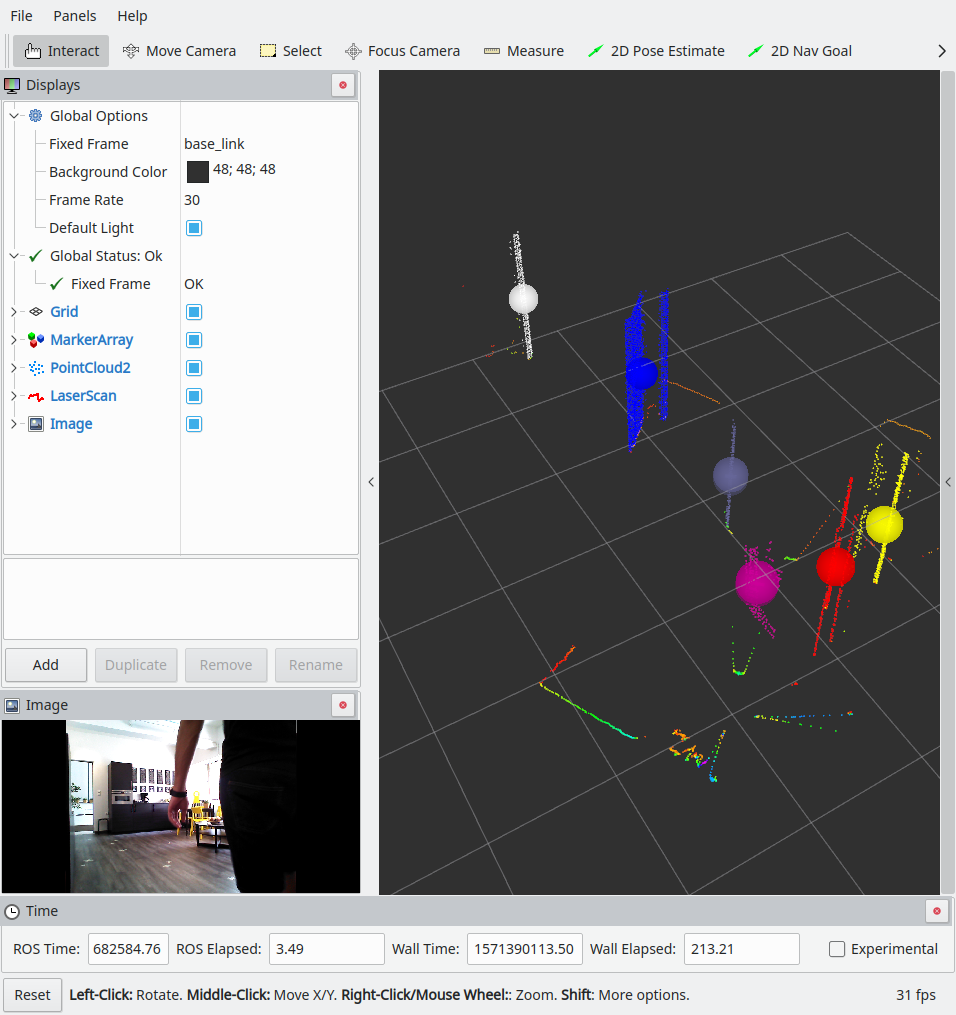 File Panels Help
Interact Move Camera Select Focus Camera Measure 2D Pose Estimate 2D Nav Goal
Displays
Global Options
Fixed Frame base_link
Background Color 48; 48; 48
Frame Rate 30
Default Light
Global Status: Ok
Fixed Frame OK
Grid
MarkerArray
PointCloud2
LaserScan
Image
Add Duplicate Remove Rename
Image
Time
ROS Time: 682584.76 ROS Elapsed: 3.49 Wall Time: 1571390113.50 Wall Elapsed: 213.21 Experimental
Reset Left-Click: Rotate. Middle-Click: Move X/Y. Right-Click/Mouse Wheel:: Zoom. Shift: More options. 31 fps